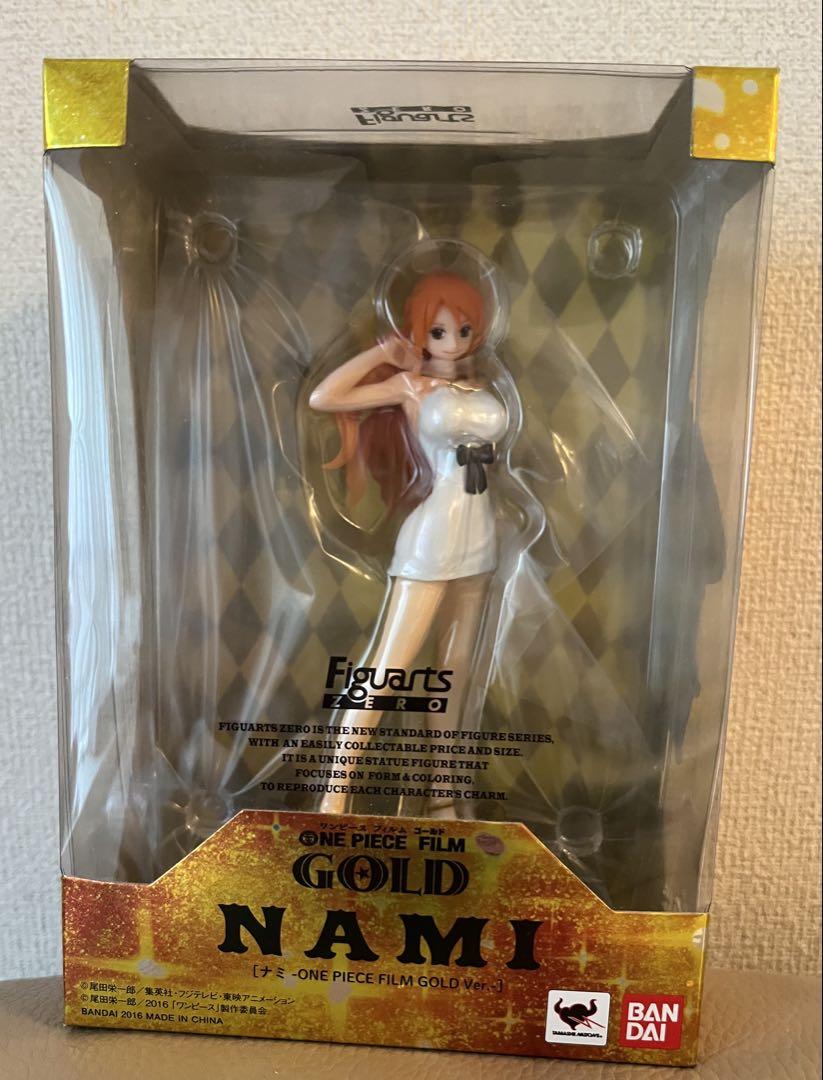 Figuarts
ZERO
Figuarts
ZERO
FIGUARTS ZERO IS THE NEW STANDARD OF FIGURE SERIES,
WITH AN EASILY COLLECTABLE PRICE AND SIZE.
IT IS A UNIQUE STATUE FIGURE THAT
FOCUSES ON FORM & COLORING,
TO REPRODUCE EACH CHARACTER'S CHARM.
ワンピース フィルム ゴールド
ONE PIECE FILM
GOLD
NAMI
[ナミ -ONE PIECE FILM GOLD Ver.-]
©尾田栄一郎/集英社・フジテレビ・東映アニメーション
©尾田栄一郎/2016「ワンピース」製作委員会
BANDAI 2016 MADE IN CHINA
TAMASHII NATIONS
BAN
DAI